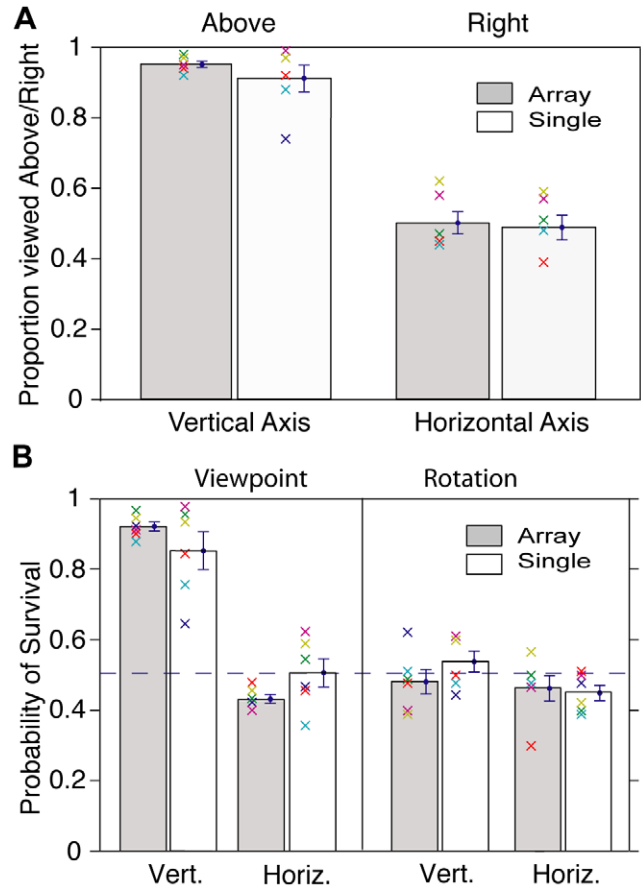 A
Above Right
Proportion viewed Above/Right
1
0.8
0.6
0.4
0.2
0
Array
Single
Vertical Axis Horizontal Axis
B
Viewpoint Rotation
Probability of Survival
1
0.8
0.6
0.4
0.2
0
Array
Single
Vert. Horiz. Vert. Horiz.